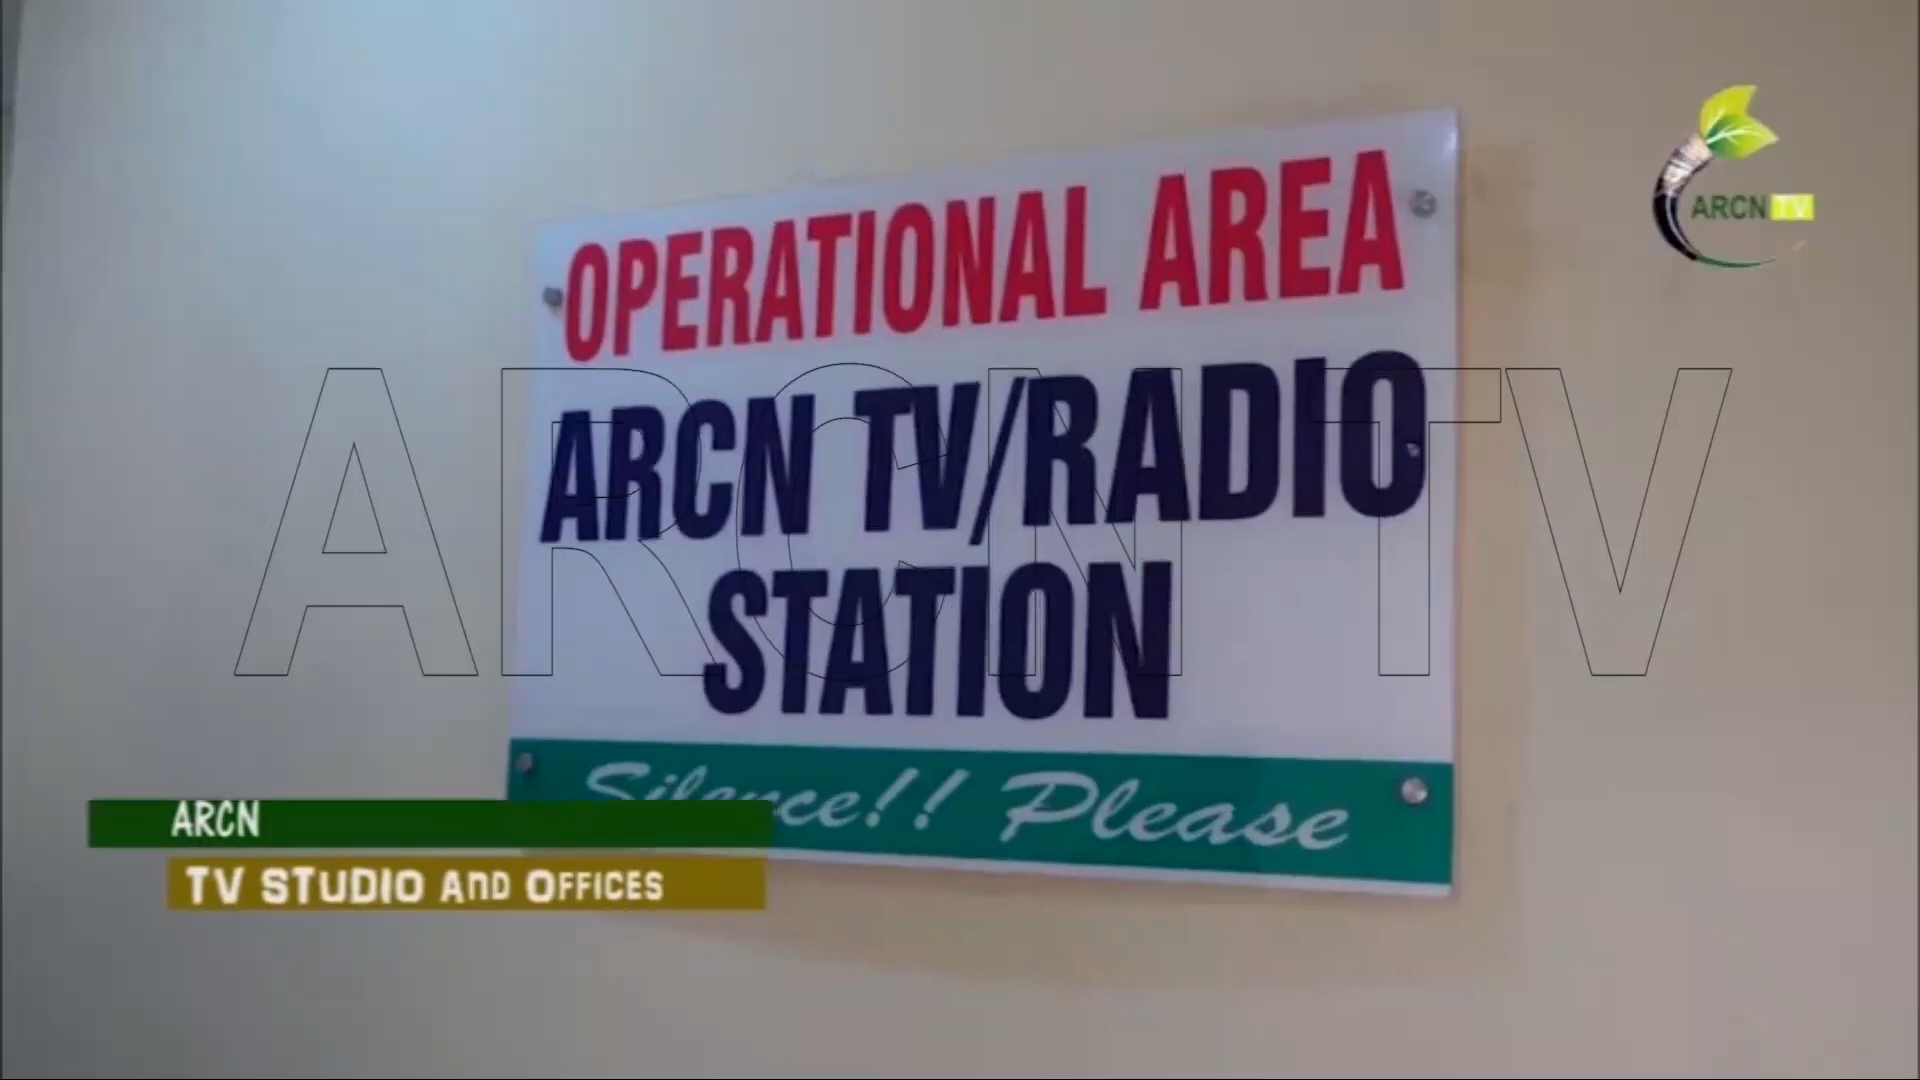 OPERATIONAL AREA
ARCN TV/RADIO
STATION
Silence!! Please
ARCN TV
ARCN TV
ARCN
TV STUDIO AND OFFICES